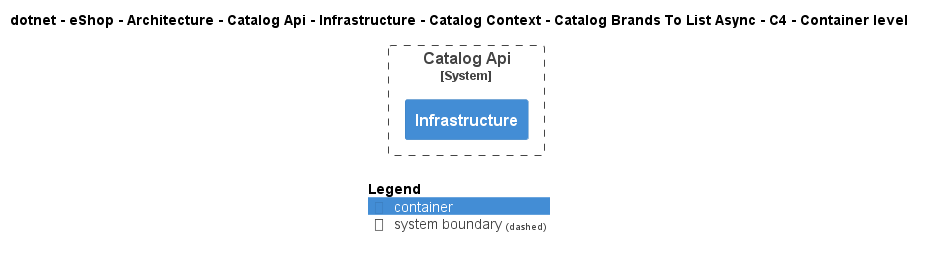 dotnet - eShop - Architecture - Catalog Api - Infrastructure - Catalog Context - Catalog Brands To List Async - C4 - Container level
Catalog Api
[System]
Infrastructure
Legend
container
system boundary (dashed)